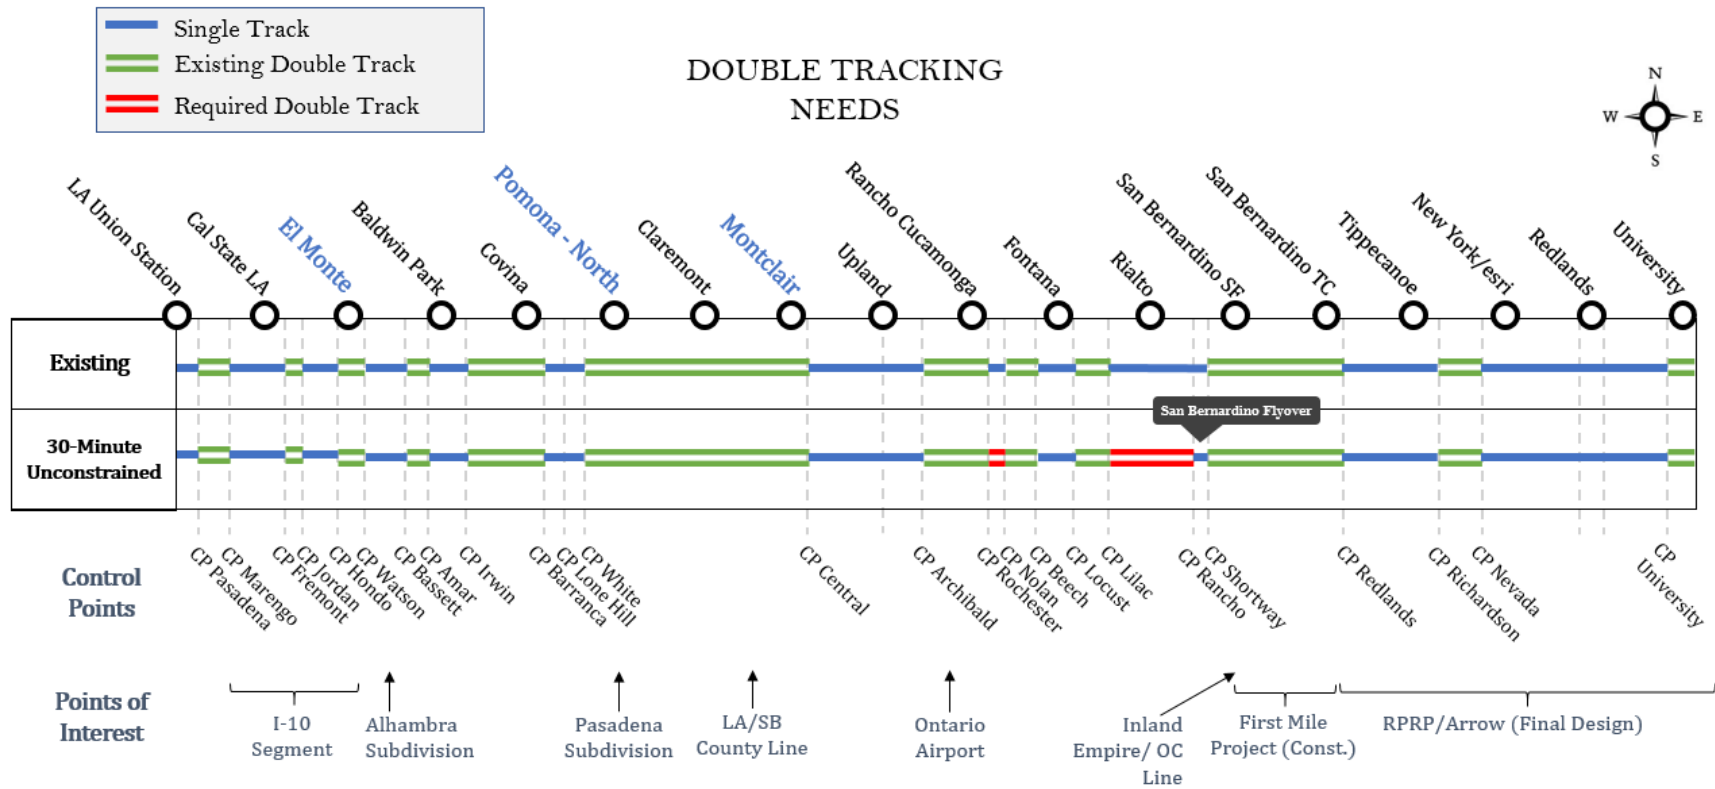 Single Track
Existing Double Track
Required Double Track
DOUBLE TRACKING
NEEDS
N
W
E
S
LA Union Station
Cal State LA
El Monte
Baldwin Park
Covina
Pomona - North
Claremont
Montclair
Upland
Rancho Cucamonga
Fontana
Rialto
San Bernardino SF
San Bernardino TC
Tippecanoe
New York/esri
Redlands
University
Existing
San Bernardino Flyover
30-Minute
Unconstrained
Control
Points
CP Pasadena
CP Marengo
CP Fremont
CP Jordan
CP Hondo
CP Watson
CP Bassett
CP Amar
CP Irwin
CP Barranca
CP Lone Hill
CP White
CP Central
CP Archibald
CP Rochester
CP Nolan
CP Beech
CP Locust
CP Lilac
CP Rancho
CP Shortway
CP Redlands
CP Richardson
CP Nevada
CP
University
Points of
Interest
I-10
Segment
Alhambra
Subdivision
Pasadena
Subdivision
LA/SB
County Line
Ontario
Airport
Inland
Empire/ OC
Line
First Mile
Project (Const.)
RPRP/Arrow (Final Design)